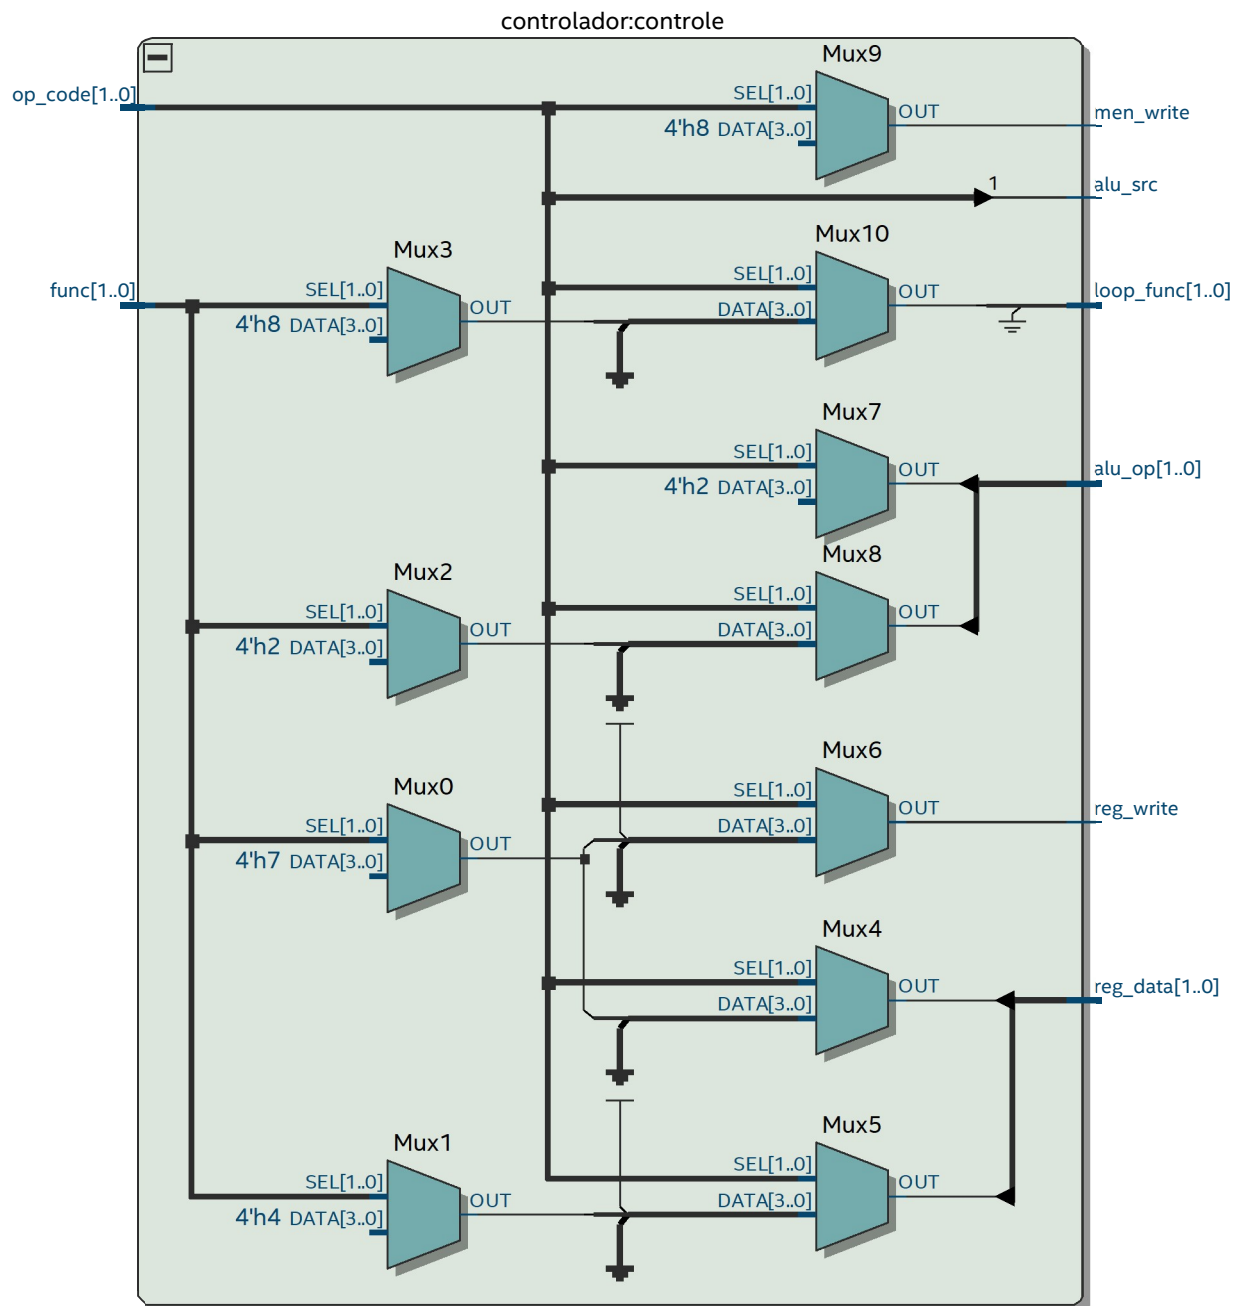 controlador:controle
Mux9
op_code[1..0]
SEL[1..0]
OUT
men_write
4'h8 DATA[3..0]
1
alu_src
Mux10
Mux3
SEL[1..0]
func[1..0]
SEL[1..0]
OUT
loop_func[1..0]
OUT
DATA[3..0]
4'h8 DATA[3..0]
Mux7
SEL[1..0]
OUT
alu_op[1..0]
4'h2 DATA[3..0]
Mux8
Mux2
SEL[1..0]
SEL[1..0]
OUT
OUT
DATA[3..0]
4'h2 DATA[3..0]
Mux6
Mux0
SEL[1..0]
OUT
reg_write
SEL[1..0]
DATA[3..0]
OUT
4'h7 DATA[3..0]
Mux4
SEL[1..0]
OUT
reg_data[1..0]
DATA[3..0]
Mux5
Mux1
SEL[1..0]
SEL[1..0]
OUT
OUT
DATA[3..0]
4'h4 DATA[3..0]